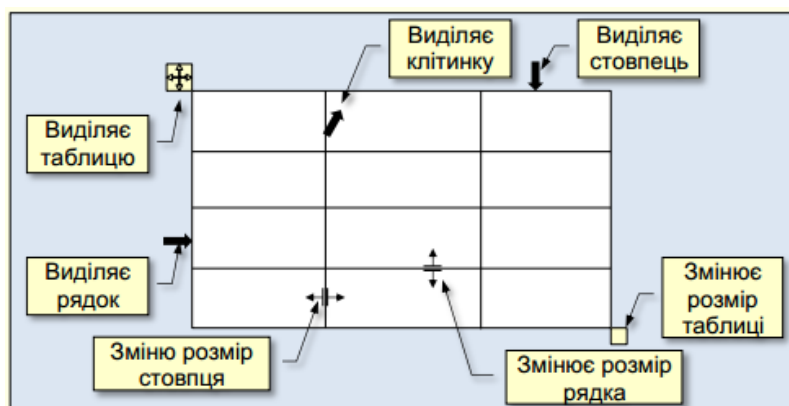 Виділяє
клітинку
Виділяє
стовпець
Виділяє
таблицю
Виділяє
рядок
Зміню розмір
стовпця
Змінює розмір
рядка
Змінює
розмір
таблиці